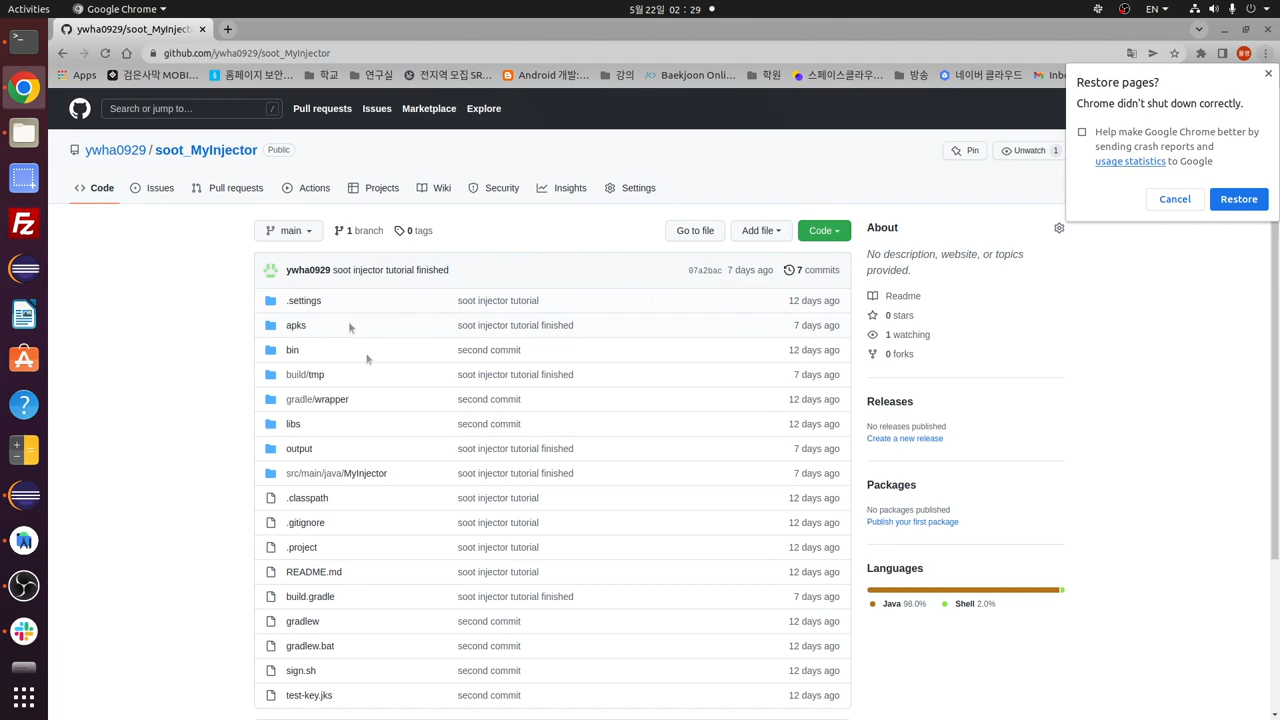 Activities
Google Chrome
5월 22일 02 : 29
EN
ywha0929/soot_MyInject
github.com/ywha0929/soot_MyInjector
Apps
검은사막 MOBI...
뿜페이지 보안...
학교
연구실
전지역 모집 SR...
Android 개발:...
강의
Baekjoon Onli...
학원
스페이스클라우...
방송
네이버 클라우드
Inb
Restore pages?
Chrome didn't shut down correctly.
Help make Google Chrome better by
sending crash reports and
usage statistics to Google
Cancel
Restore
Search or jump to…
/
Pull requests
Issues
Marketplace
Explore
ywha0929 / soot_MyInjector
Public
Pin
Unwatch 1
Code
Issues
Pull requests
Actions
Projects
Wiki
Security
Insights
Settings
main
1 branch
0 tags
Go to file
Add file
Code
ywha0929 soot injector tutorial finished
07a2bac 7 days ago
7 commits
.settings soot injector tutorial 12 days ago
apks soot injector tutorial finished 7 days ago
bin second commit 12 days ago
build/tmp soot injector tutorial finished 7 days ago
gradle/wrapper second commit 12 days ago
libs second commit 12 days ago
output soot injector tutorial finished 7 days ago
src/main/java/MyInjector soot injector tutorial finished 7 days ago
.classpath soot injector tutorial 12 days ago
.gitignore soot injector tutorial 12 days ago
.project soot injector tutorial 12 days ago
README.md soot injector tutorial 12 days ago
build.gradle soot injector tutorial finished 7 days ago
gradlew second commit 12 days ago
gradlew.bat second commit 12 days ago
sign.sh second commit 12 days ago
test-key.jks second commit 12 days ago
About
No description, website, or topics
provided.
Readme
0 stars
1 watching
0 forks
Releases
No releases published
Create a new release
Packages
No packages published
Publish your first package
Languages
Java 98.0%
Shell 2.0%